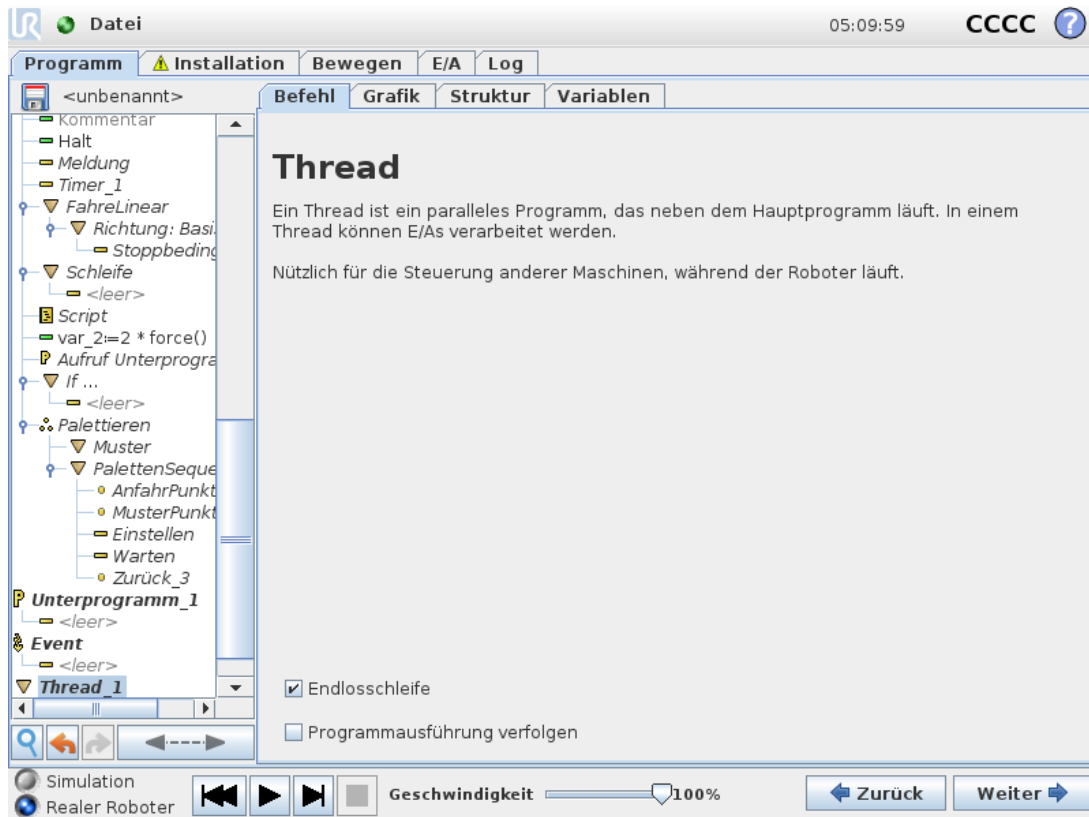 UR Datei 05:09:59 CCCC ?
Programm Installation Bewegen E/A Log
<unbenannt> Befehl Grafik Struktur Variablen
Kommentar
Halt
Meldung
Timer_1
FahreLinear
Richtung: Basi
Stoppbeding
Schleife
<leer>
Script
var_2:=2 * force()
Aufruf Unterprogra
If ...
<leer>
Palettieren
Muster
PalettenSeque
AnfahrPunkt
MusterPunkt
Einstellen
Warten
Zurück_3
Unterprogramm_1
<leer>
Event
<leer>
Thread_1
Thread
Ein Thread ist ein paralleles Programm, das neben dem Hauptprogramm läuft. In einem
Thread können E/As verarbeitet werden.
Nützlich für die Steuerung anderer Maschinen, während der Roboter läuft.
Endlosschleife
Programmausführung verfolgen
Simulation
Realer Roboter
Geschwindigkeit 100%
Zurück Weiter